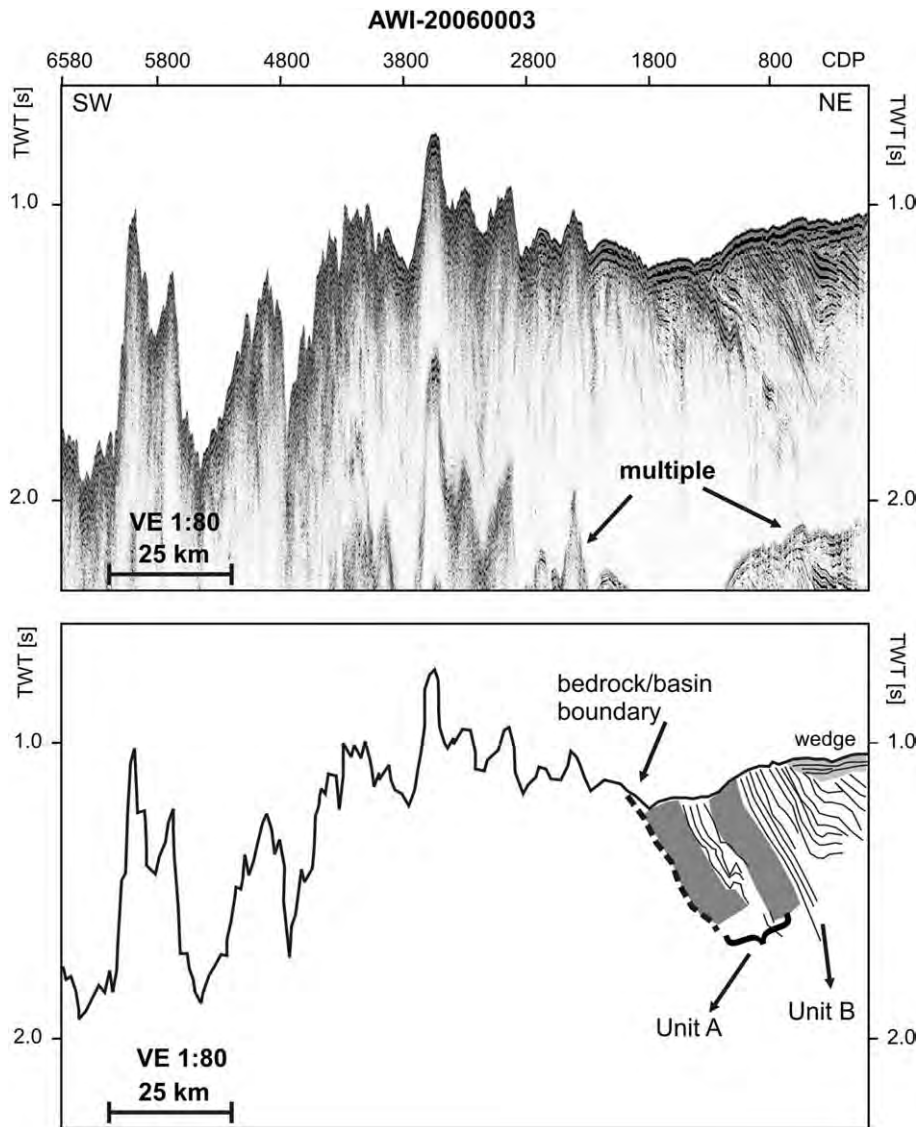 AWI-20060003
6580 5800 4800 3800 2800 1800 800 CDP
TWT [s]
TWT [s]
SW
NE
1.0
1.0
multiple
2.0
2.0
VE 1:80
25 km
TWT [s]
TWT [s]
bedrock/basin
boundary
1.0
1.0
wedge
Unit A
Unit B
2.0
2.0
VE 1:80
25 km